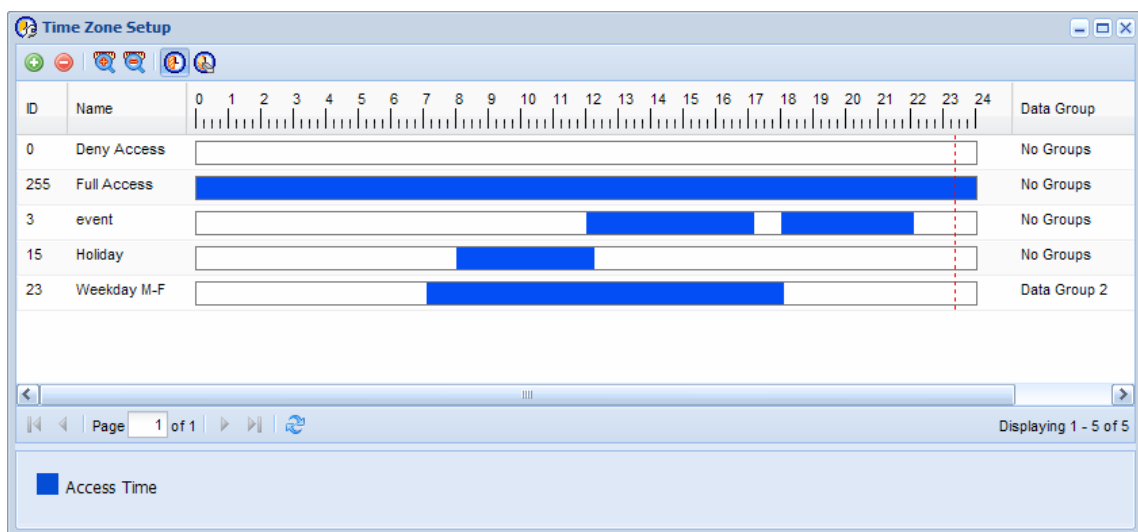 Time Zone Setup
ID Name 0 1 2 3 4 5 6 7 8 9 10 11 12 13 14 15 16 17 18 19 20 21 22 23 24 Data Group
0 Deny Access No Groups
255 Full Access No Groups
3 event No Groups
15 Holiday No Groups
23 Weekday M-F Data Group 2
Page 1 of 1 Displaying 1 - 5 of 5
Access Time